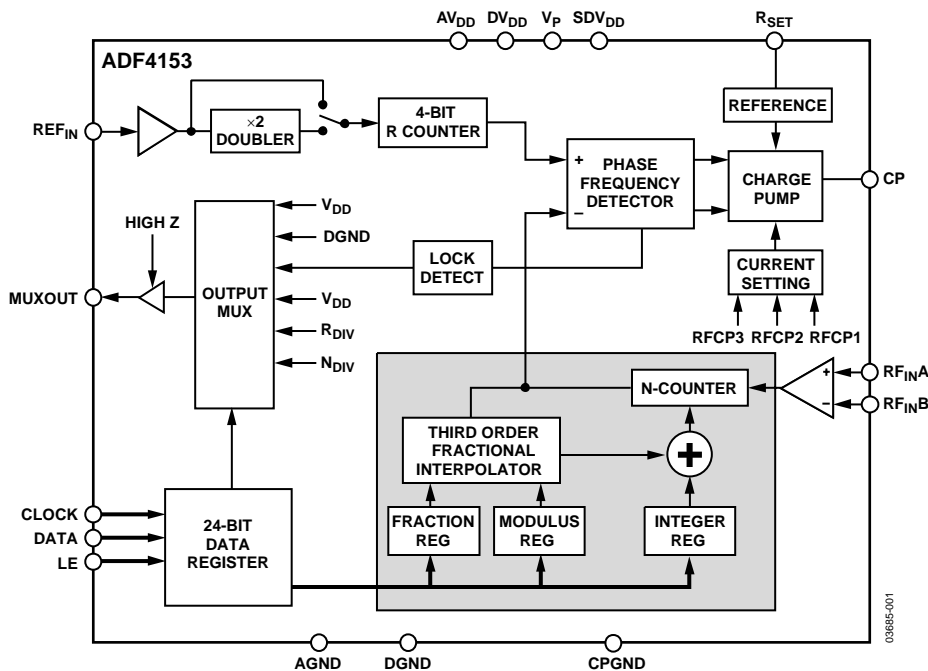 AVDD DVDD VP SDVDD RSET
ADF4153
REFERENCE
×2
DOUBLER
4-BIT
R COUNTER
REFIN
+
−
PHASE
FREQUENCY
DETECTOR
CHARGE
PUMP
CP
HIGH Z
VDD
DGND
LOCK
DETECT
CURRENT
SETTING
MUXOUT
OUTPUT
MUX
VDD
RDIV
NDIV
RFCP3 RFCP2 RFCP1
N-COUNTER
+
−
RFINA
RFINB
THIRD ORDER
FRACTIONAL
INTERPOLATOR
+
CLOCK
DATA
LE
24-BIT
DATA
REGISTER
FRACTION
REG
MODULUS
REG
INTEGER
REG
AGND DGND CPGND
03685-001